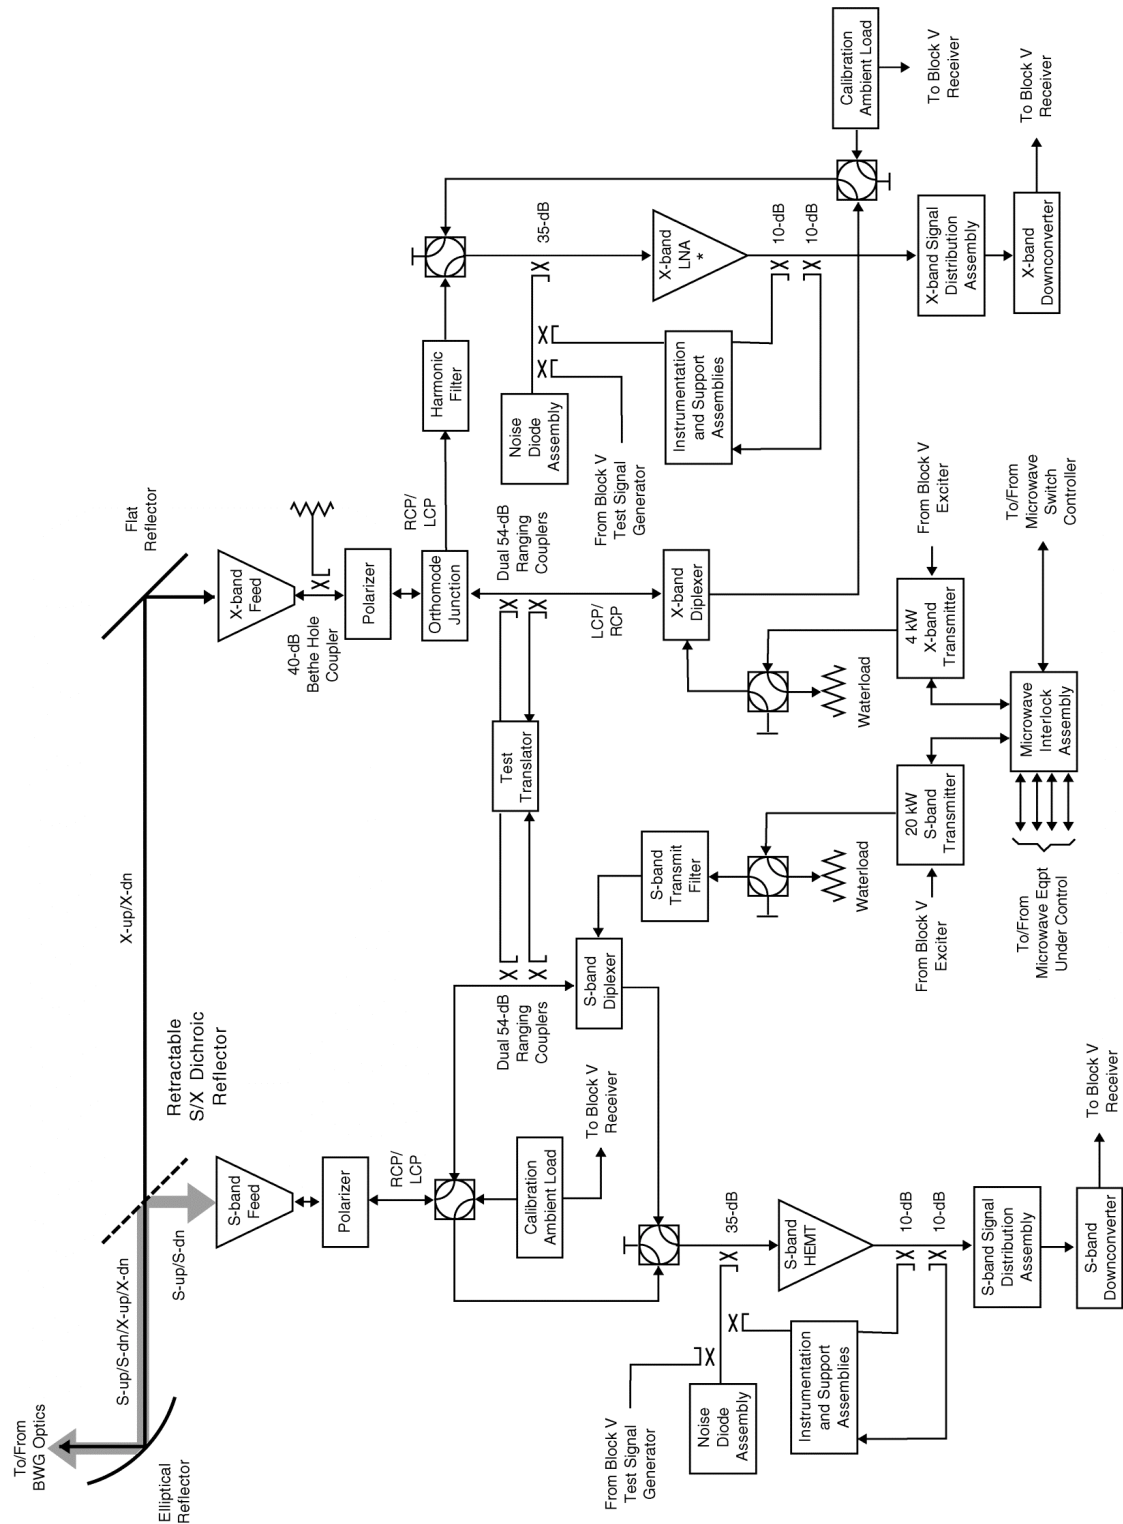 To/From
BWG Optics
Elliptical
Reflector
S-up/S-dn/X-up/X-dn
S-up/S-dn
Retractable
S/X Dichroic
Reflector
X-up/X-dn
Flat
Reflector
S-band
Feed
Polarizer
RCP/
LCP
Calibration
Ambient Load
To Block V
Receiver
Dual 54-dB
Ranging
Couplers
S-band
Diplexer
Test
Translator
S-band
Transmit
Filter
Waterload
20 kW
S-band
Transmitter
From Block V
Exciter
35-dB
From Block V
Test Signal
Generator
Noise
Diode
Assembly
Instrumentation
and Support
Assemblies
S-band
HEMT
10-dB
10-dB
S-band Signal
Distribution
Assembly
S-band
Downconverter
To Block V
Receiver
X-band
Feed
40-dB
Bethe Hole
Coupler
Polarizer
Orthomode
Junction
RCP/
LCP
Harmonic
Filter
Dual 54-dB
Ranging
Couplers
LCP/
RCP
X-band
Diplexer
Waterload
4 kW
X-band
Transmitter
From Block V
Exciter
Microwave
Interlock
Assembly
To/From
Microwave Eqpt
Under Control
To/From
Microwave
Switch
Controller
Noise
Diode
Assembly
From Block V
Test Signal
Generator
35-dB
Instrumentation
and Support
Assemblies
X-band
LNA
*
10-dB
10-dB
Calibration
Ambient Load
To Block V
Receiver
X-band Signal
Distribution
Assembly
X-band
Downconverter
To Block V
Receiver